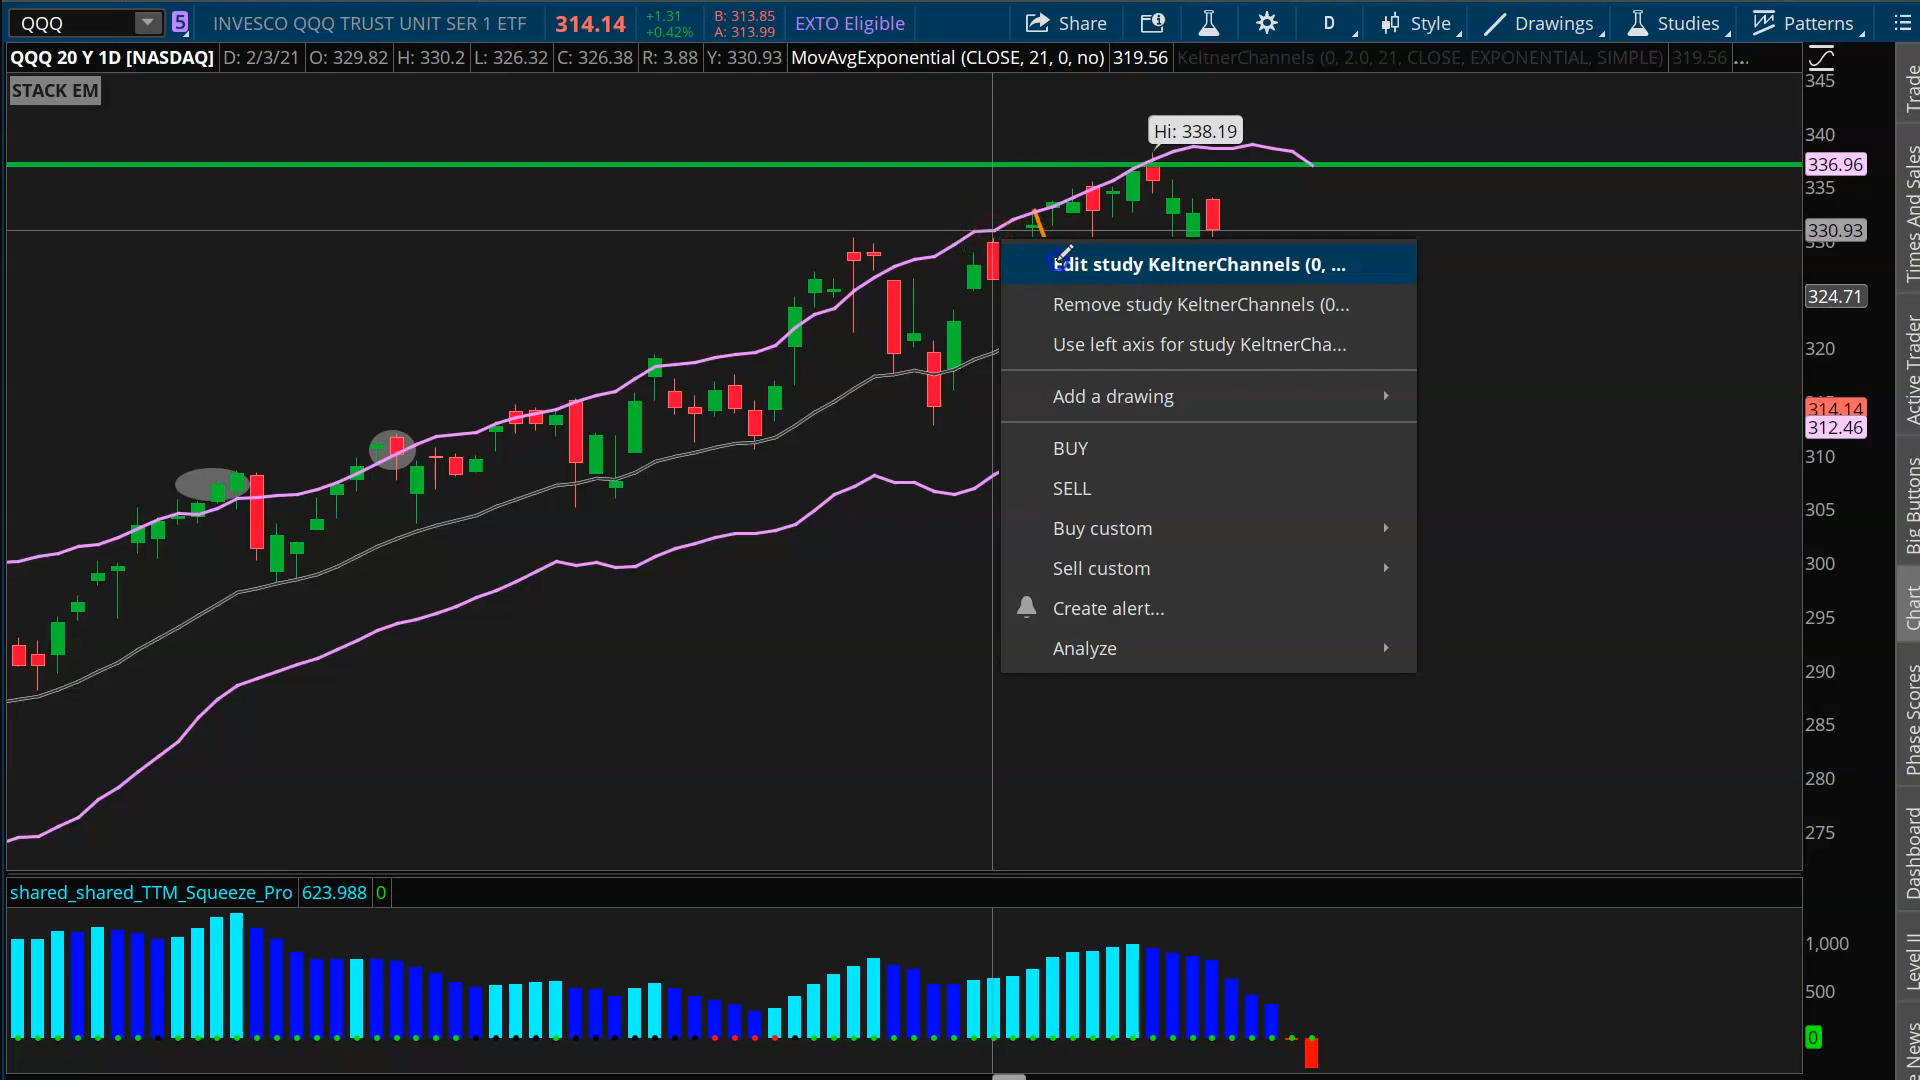 QQQ
5
INVESCO QQQ TRUST UNIT SER 1 ETF
314.14
+1.31
+0.42%
B: 313.85
A: 313.99
EXTO Eligible
Share
D
Style
Drawings
Studies
Patterns
QQQ 20 Y 1D [NASDAQ]
D: 2/3/21
O: 329.82
H: 330.2
L: 326.32
C: 326.38
R: 3.88
Y: 330.93
MovAvgExponential (CLOSE, 21, 0, no)
319.56
KeltnerChannels (0, 2.0, 21, CLOSE, EXPONENTIAL, SIMPLE)
319.56
...
STACK EM
Hi: 338.19
345
340
336.96
335
330.93
330
324.71
320
314.14
312.46
310
305
300
295
290
285
280
275
Edit study KeltnerChannels (0, ...
Remove study KeltnerChannels (0...
Use left axis for study KeltnerCha...
Add a drawing
BUY
SELL
Buy custom
Sell custom
Create alert...
Analyze
shared_shared_TTM_Squeeze_Pro
623.988
0
1,000
500
0
Trade
Times And Sales
Active Trader
Big Buttons
Chart
Phase Scores
Dashboard
Level II
News